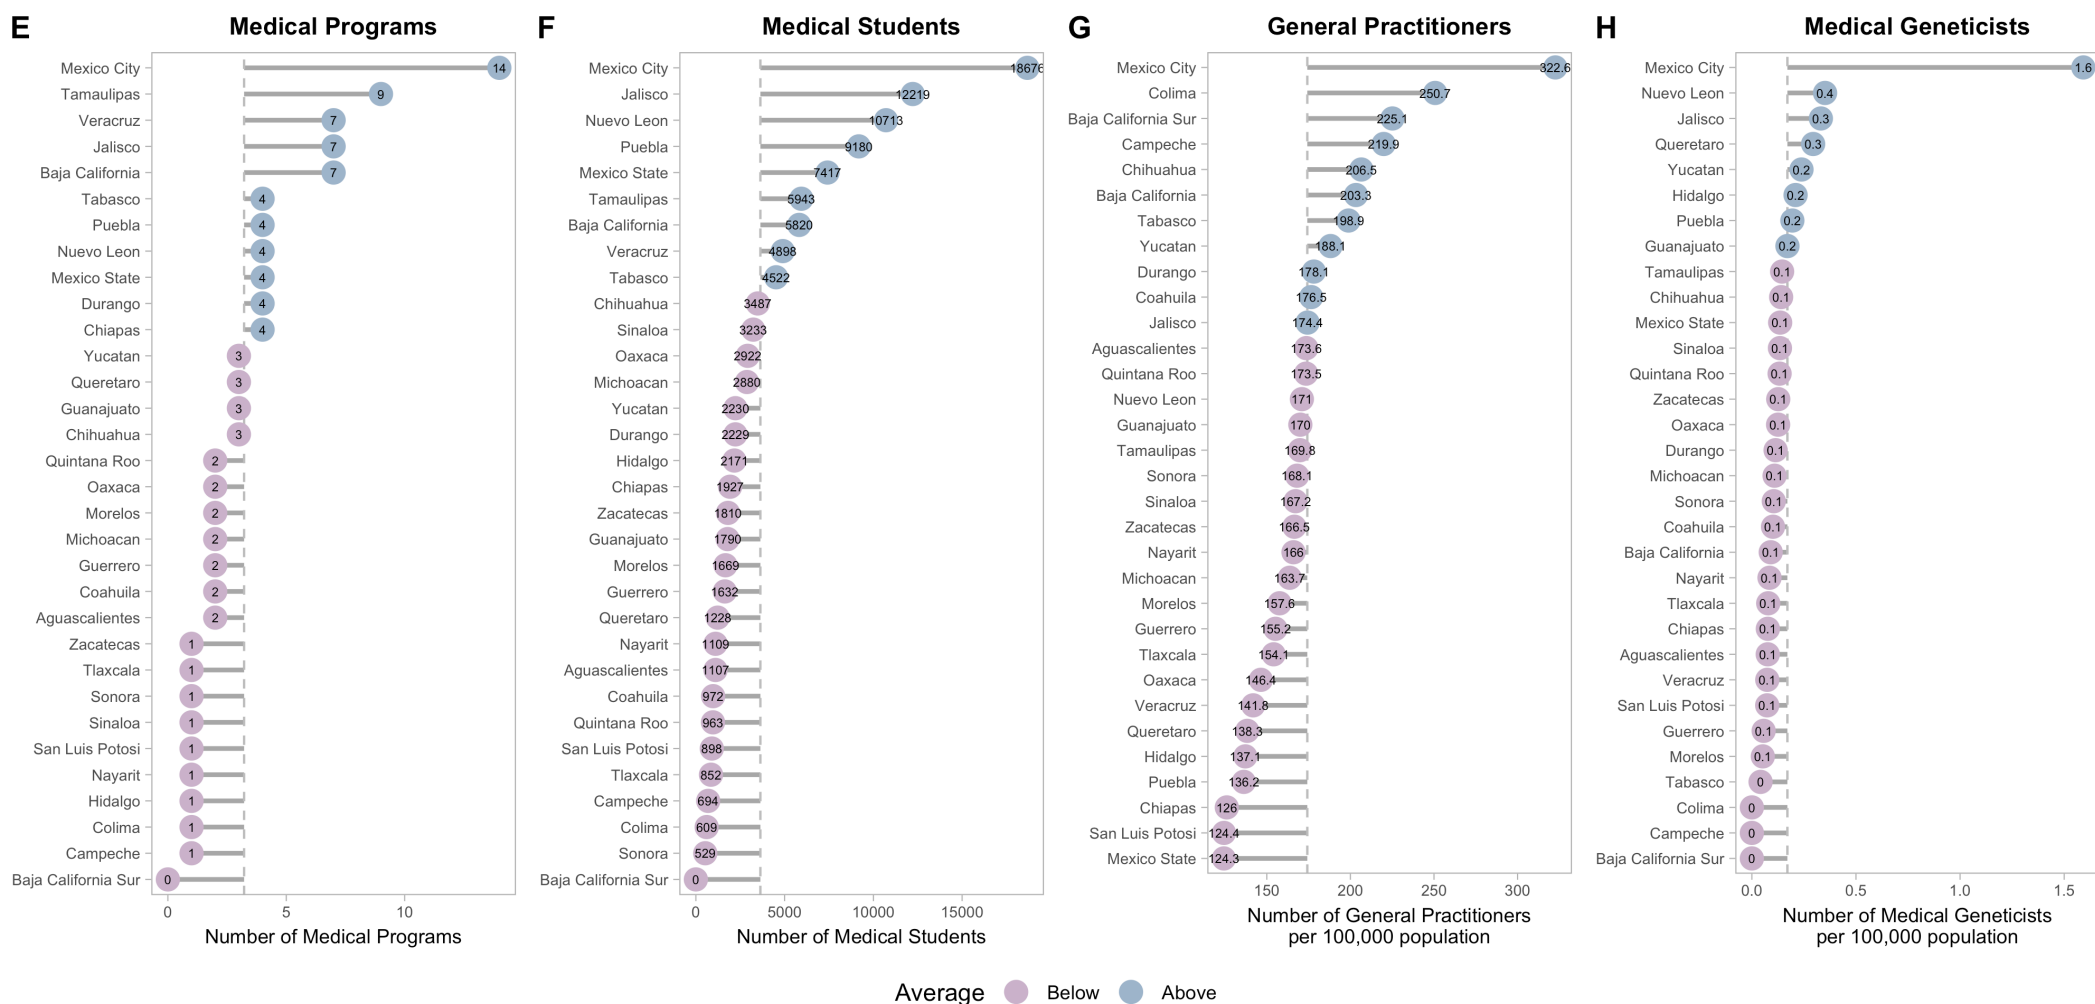 E Medical Programs
Mexico City 14
Tamaulipas 9
Veracruz 7
Jalisco 7
Baja California 7
Tabasco 4
Puebla 4
Nuevo Leon 4
Mexico State 4
Durango 4
Chiapas 4
Yucatan 3
Queretaro 3
Guanajuato 3
Chihuahua 3
Quintana Roo 2
Oaxaca 2
Morelos 2
Michoacan 2
Guerrero 2
Coahuila 2
Aguascalientes 2
Zacatecas 1
Tlaxcala 1
Sonora 1
Sinaloa 1
San Luis Potosi 1
Nayarit 1
Hidalgo 1
Colima 1
Campeche 1
Baja California Sur 0
0 5 10
Number of Medical Programs
F Medical Students
Mexico City 18676
Jalisco 12219
Nuevo Leon 10713
Puebla 9180
Mexico State 7417
Tamaulipas 5943
Baja California 5820
Veracruz 4898
Tabasco 4522
Chihuahua 3487
Sinaloa 3233
Oaxaca 2922
Michoacan 2880
Yucatan 2230
Durango 2229
Hidalgo 2171
Chiapas 1927
Zacatecas 1810
Guanajuato 1790
Morelos 1669
Guerrero 1632
Queretaro 1228
Nayarit 1109
Aguascalientes 1107
Coahuila 972
Quintana Roo 963
San Luis Potosi 898
Tlaxcala 852
Campeche 694
Colima 609
Sonora 529
Baja California Sur 0
0 5000 10000 15000
Number of Medical Students
G General Practitioners
Mexico City 322.6
Colima 250.7
Baja California Sur 225.1
Campeche 219.9
Chihuahua 206.5
Baja California 203.3
Tabasco 198.9
Yucatan 188.1
Durango 178.1
Coahuila 176.5
Jalisco 174.4
Aguascalientes 173.6
Quintana Roo 173.5
Nuevo Leon 171
Guanajuato 170
Tamaulipas 169.8
Sonora 168.1
Sinaloa 167.2
Zacatecas 166.5
Nayarit 166
Michoacan 163.7
Morelos 157.6
Guerrero 155.2
Tlaxcala 154.1
Oaxaca 146.4
Veracruz 141.8
Queretaro 138.3
Hidalgo 137.1
Puebla 136.2
Chiapas 126
San Luis Potosi 124.4
Mexico State 124.3
150 200 250 300
Number of General Practitioners
per 100,000 population
H Medical Geneticists
Mexico City 1.6
Nuevo Leon 0.4
Jalisco 0.3
Queretaro 0.3
Yucatan 0.2
Hidalgo 0.2
Puebla 0.2
Guanajuato 0.2
Tamaulipas 0.1
Chihuahua 0.1
Mexico State 0.1
Sinaloa 0.1
Quintana Roo 0.1
Zacatecas 0.1
Oaxaca 0.1
Durango 0.1
Michoacan 0.1
Sonora 0.1
Coahuila 0.1
Baja California 0.1
Nayarit 0.1
Tlaxcala 0.1
Chiapas 0.1
Aguascalientes 0.1
Veracruz 0.1
San Luis Potosi 0.1
Guerrero 0.1
Morelos 0.1
Tabasco 0
Colima 0
Campeche 0
Baja California Sur 0
0.0 0.5 1.0 1.5
Number of Medical Geneticists
per 100,000 population
Average Below Above